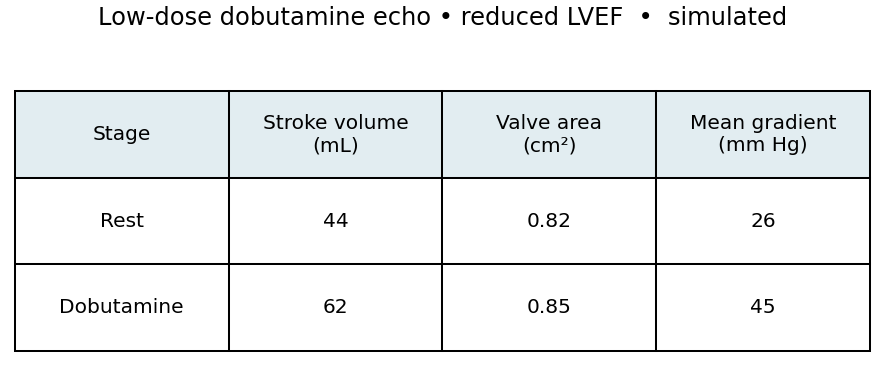 Low-dose dobutamine echo • reduced LVEF • simulated
Stage
Stroke volume
(mL)
Valve area
(cm²)
Mean gradient
(mm Hg)
Rest
44
0.82
26
Dobutamine
62
0.85
45